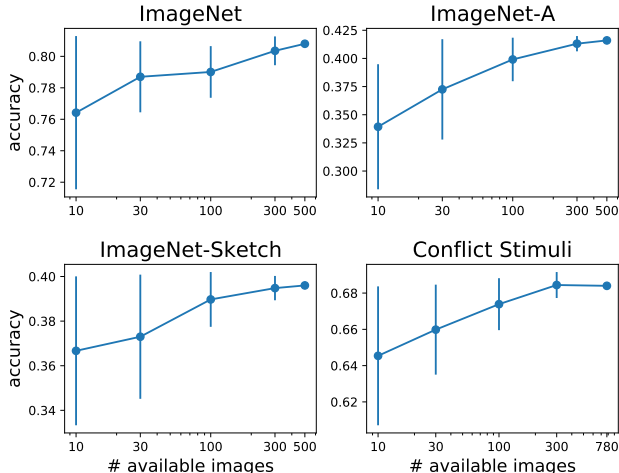 ImageNet
accuracy
0.80
0.78
0.76
0.74
0.72
10 30 100 300 500
ImageNet-A
0.425
0.400
0.375
0.350
0.325
0.300
10 30 100 300 500
ImageNet-Sketch
accuracy
0.40
0.38
0.36
0.34
10 30 100 300 500
# available images
Conflict Stimuli
0.68
0.66
0.64
0.62
10 30 100 300 780
# available images